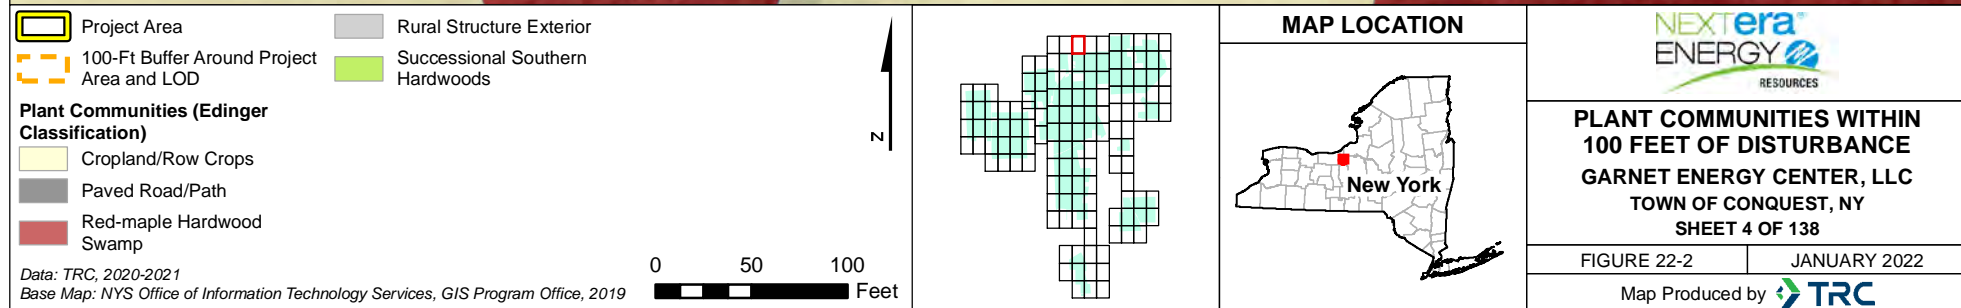 Project Area
100-Ft Buffer Around Project
Area and LOD
Plant Communities (Edinger
Classification)
Cropland/Row Crops
Paved Road/Path
Red-maple Hardwood
Swamp
Rural Structure Exterior
Successional Southern
Hardwoods
Data: TRC, 2020-2021
Base Map: NYS Office of Information Technology Services, GIS Program Office, 2019
0 50 100
Feet
N
MAP LOCATION
New York
NEXTera
ENERGY
RESOURCES
PLANT COMMUNITIES WITHIN
100 FEET OF DISTURBANCE
GARNET ENERGY CENTER, LLC
TOWN OF CONQUEST, NY
SHEET 4 OF 138
FIGURE 22-2
JANUARY 2022
Map Produced by TRC